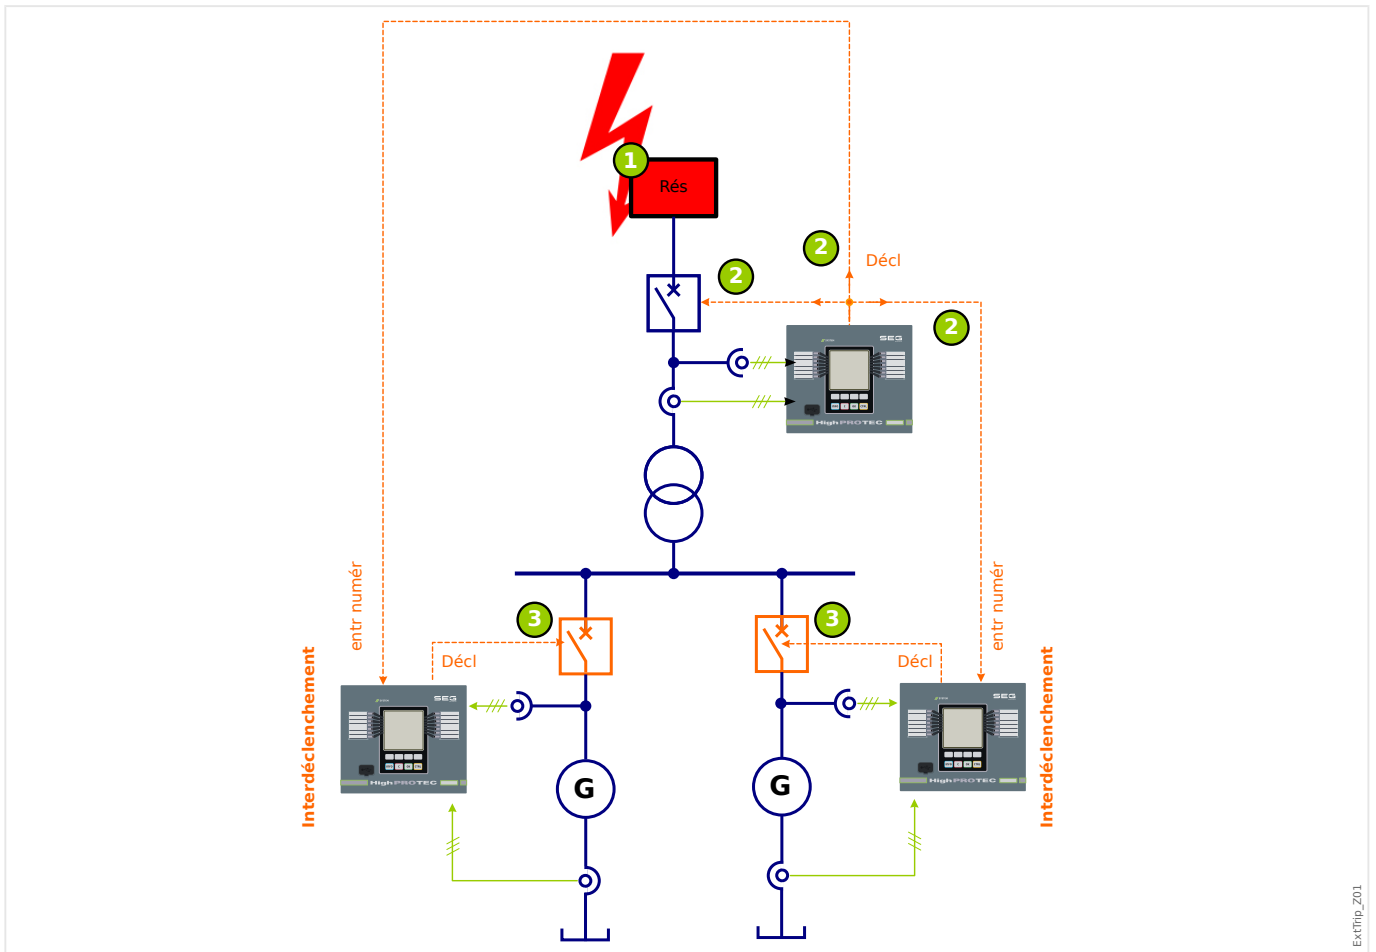 1
Rés
2
Décl
2
2
SEG
HighPROTEC
entr numér
entr numér
3
3
Décl
Décl
Interdéclenchement
SEG
HighPROTEC
SEG
HighPROTEC
Interdéclenchement
G
G
ExtTrip_Z01